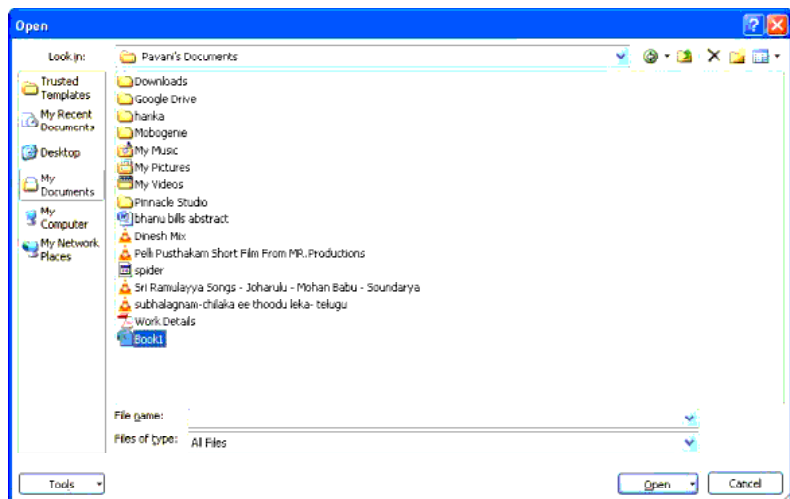 Open
Look in:
Pavani's Documents
Trusted
Templates
My Recent
Documents
Desktop
My
Documents
My
Computer
My Network
Places
Downloads
Google Drive
hanka
Mobogenie
My Music
My Pictures
My Videos
Pinnacle Studio
bhanu bills abstract
Dinesh Mix
Pelli Pusthakam Short Film From MR..Productions
spider
Sri Ramulayya Songs - Joharulu - Mohan Babu - Soundarya
subhalagnam-chilaka ee thoodu leka- telugu
Work Details
Book1
File name:
Files of type: All Files
Tools
Open
Cancel